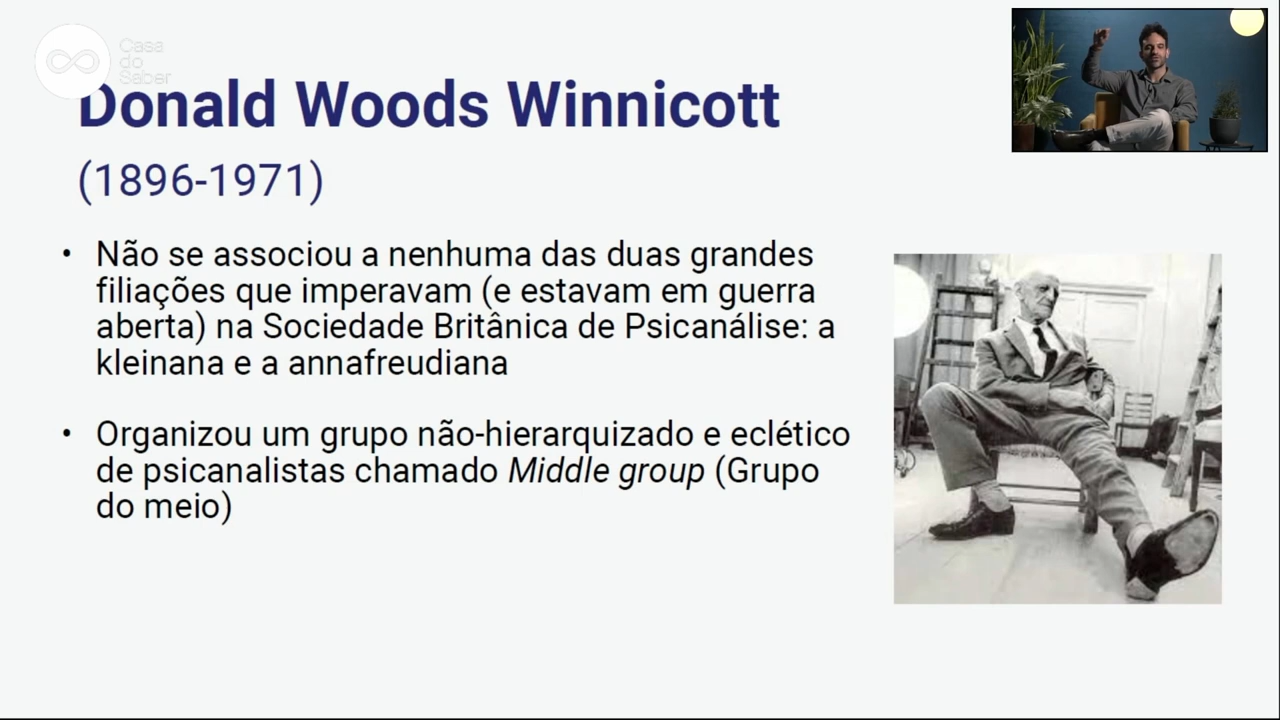 Casa
do
Saber
Donald Woods Winnicott
(1896-1971)
• Não se associou a nenhuma das duas grandes
filiações que imperavam (e estavam em guerra
aberta) na Sociedade Britânica de Psicanálise: a
kleinana e a annafreudiana
• Organizou um grupo não-hierarquizado e eclético
de psicanalistas chamado Middle group (Grupo
do meio)